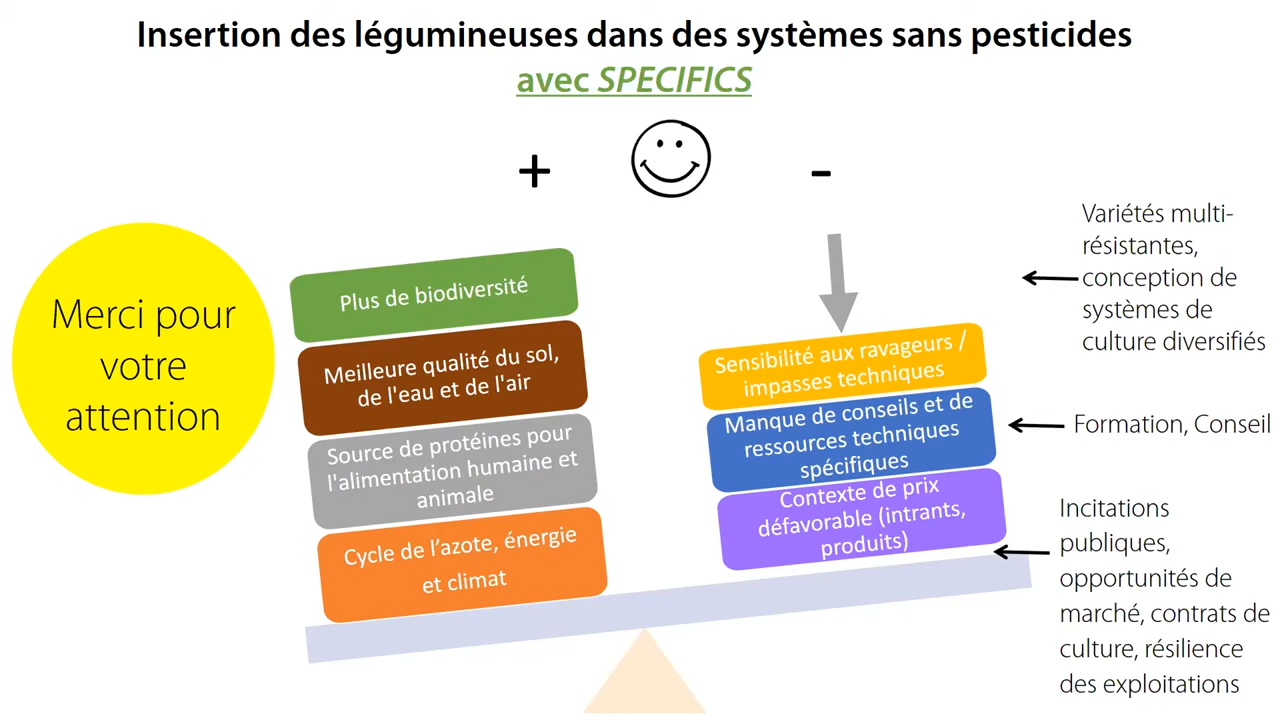 Insertion des légumineuses dans des systèmes sans pesticides
avec SPECIFICS
+
-
Merci pour
votre
attention
Plus de biodiversité
Meilleure qualité du sol,
de l'eau et de l'air
Source de protéines pour
l'alimentation humaine et
animale
Cycle de l’azote, énergie
et climat
Sensibilité aux ravageurs /
impasses techniques
Manque de conseils et de
ressources techniques
spécifiques
Contexte de prix
défavorable (intrants,
produits)
Variétés multi-
résistantes,
conception de
systèmes de
culture diversifiés
Formation, Conseil
Incitations
publiques,
opportunités de
marché, contrats de
culture, résilience
des exploitations